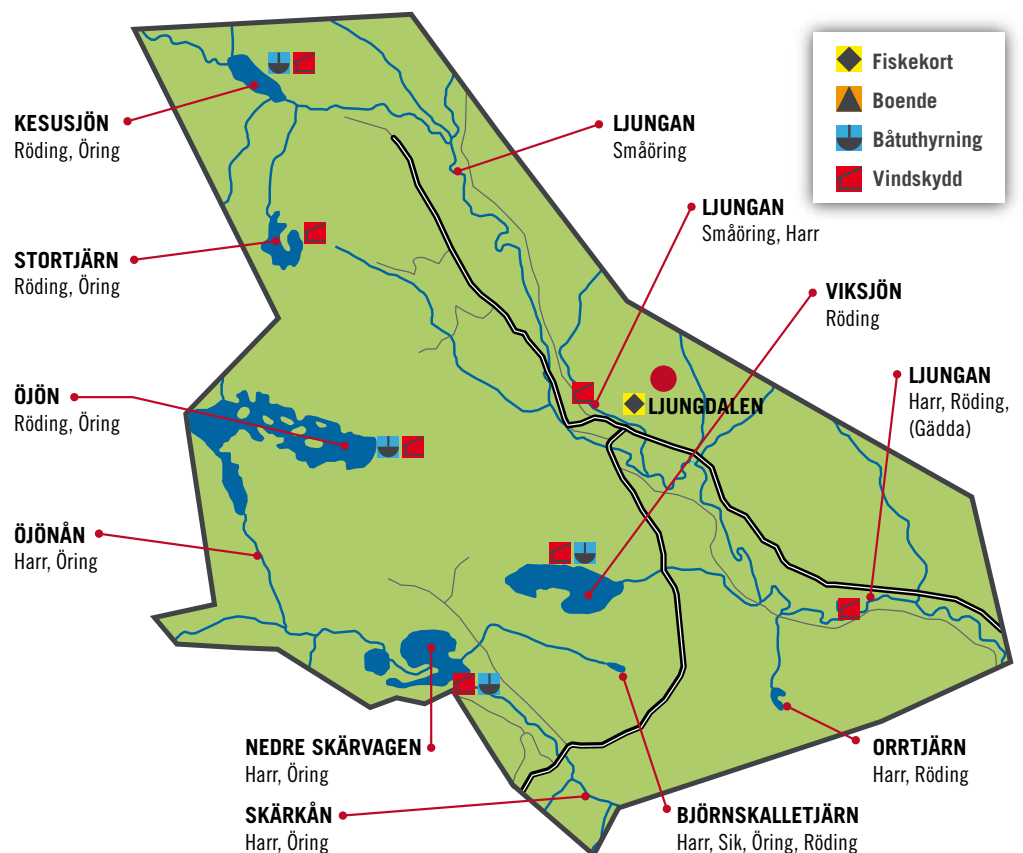 Fiskekort
Boende
Båtuthyrning
Vindskydd
KESUSJÖN
Röding, Öring
LJUNGAN
Småöring
LJUNGAN
Småöring, Harr
STORTJÄRN
Röding, Öring
VIKSJÖN
Röding
LJUNGAN
Harr, Röding,
(Gädda)
ÖJÖN
Röding, Öring
LJUNGDALEN
ÖJÖNÅN
Harr, Öring
NEDRE SKÄRVAGEN
Harr, Öring
ORRTJÄRN
Harr, Röding
SKÄRKÅN
Harr, Öring
BJÖRNSKALLETJÄRN
Harr, Sik, Öring, Röding